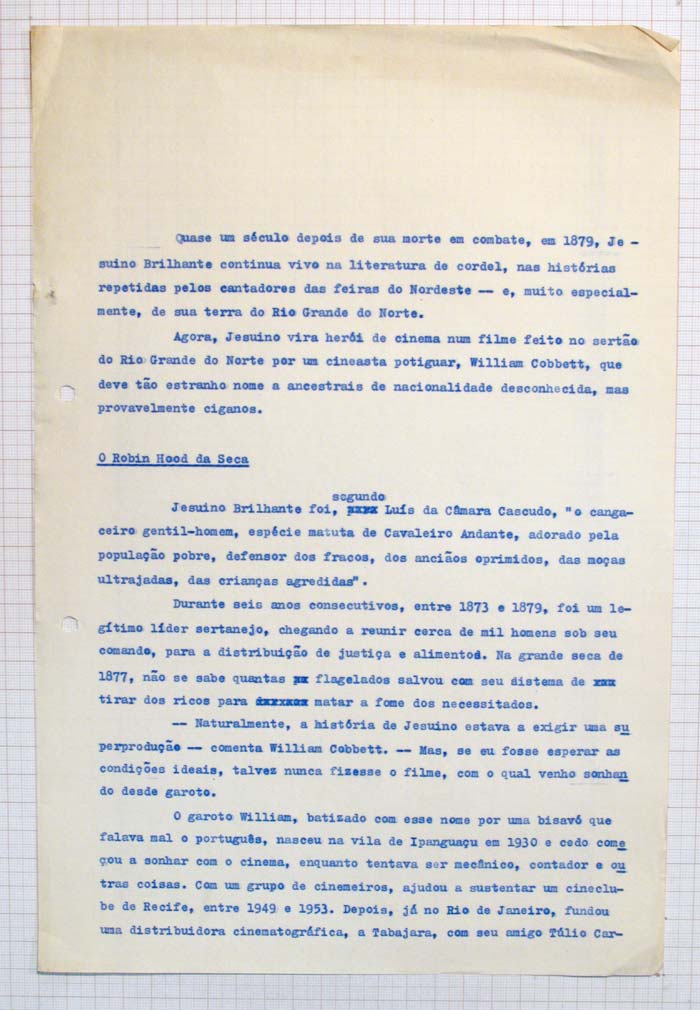 Quase um século depois de sua morte em combate, em 1879, Je -
suino Brilhante continua vivo na literatura de cordel, nas histórias
repetidas pelos cantadores das feiras do Nordeste -- e, muito especial-
mente, de sua terra do Rio Grande do Norte.
Agora, Jesuino vira herói de cinema num filme feito no sertão
do Rio Grande do Norte por um cineasta potiguar, William Cobbett, que
deve tão estranho nome a ancestrais de nacionalidade desconhecida, mas
provavelmente ciganos.
O Robin Hood da Seca
segundo
Jesuino Brilhante foi, Luís da Câmara Cascudo, "o canga-
ceiro gentil-homem, espécie matuta de Cavaleiro Andante, adorado pela
população pobre, defensor dos fracos, dos anciãos oprimidos, das moças
ultrajadas, das crianças agredidas".
Durante seis anos consecutivos, entre 1873 e 1879, foi um le-
gítimo líder sertanejo, chegando a reunir cerca de mil homens sob seu
comando, para a distribuição de justiça e alimentos. Na grande seca de
1877, não se sabe quantas flagelados salvou com seu distema de
tirar dos ricos para matar a fome dos necessitados.
-- Naturalmente, a história de Jesuino estava a exigir uma su
perprodução -- comenta William Cobbett. -- Mas, se eu fosse esperar as
condições ideais, talvez nunca fizesse o filme, com o qual venho sonhan
do desde garoto.
O garoto William, batizado com esse nome por uma bisavó que
falava mal o português, nasceu na vila de Ipanguaçu em 1930 e cedo come
çou a sonhar com o cinema, enquanto tentava ser mecânico, contador e ou
tras coisas. Com um grupo de cinemeiros, ajudou a sustentar um cineclu-
be de Recife, entre 1949 e 1953. Depois, já no Rio de Janeiro, fundou
uma distribuidora cinematográfica, a Tabajara, com seu amigo Túlio Car-